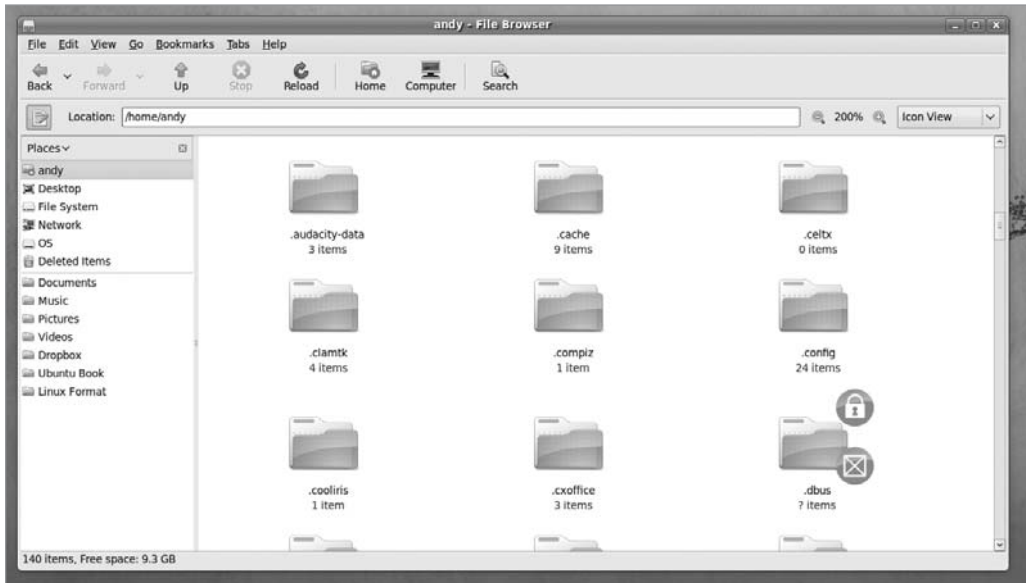 andy - File Browser
File Edit View Go Bookmarks Tabs Help
Back Forward Up Stop Reload Home Computer Search
Location: /home/andy 200% Icon View
Places
andy
Desktop
File System
Network
OS
Deleted Items
Documents
Music
Pictures
Videos
Dropbox
Ubuntu Book
Linux Format
.audacity-data .cache .celtx
3 items 9 items 0 items
.clamtk .compiz .config
4 items 1 item 24 items
.cooliris .cxoffice .dbus
1 item 3 items ? items
140 items, Free space: 9.3 GB